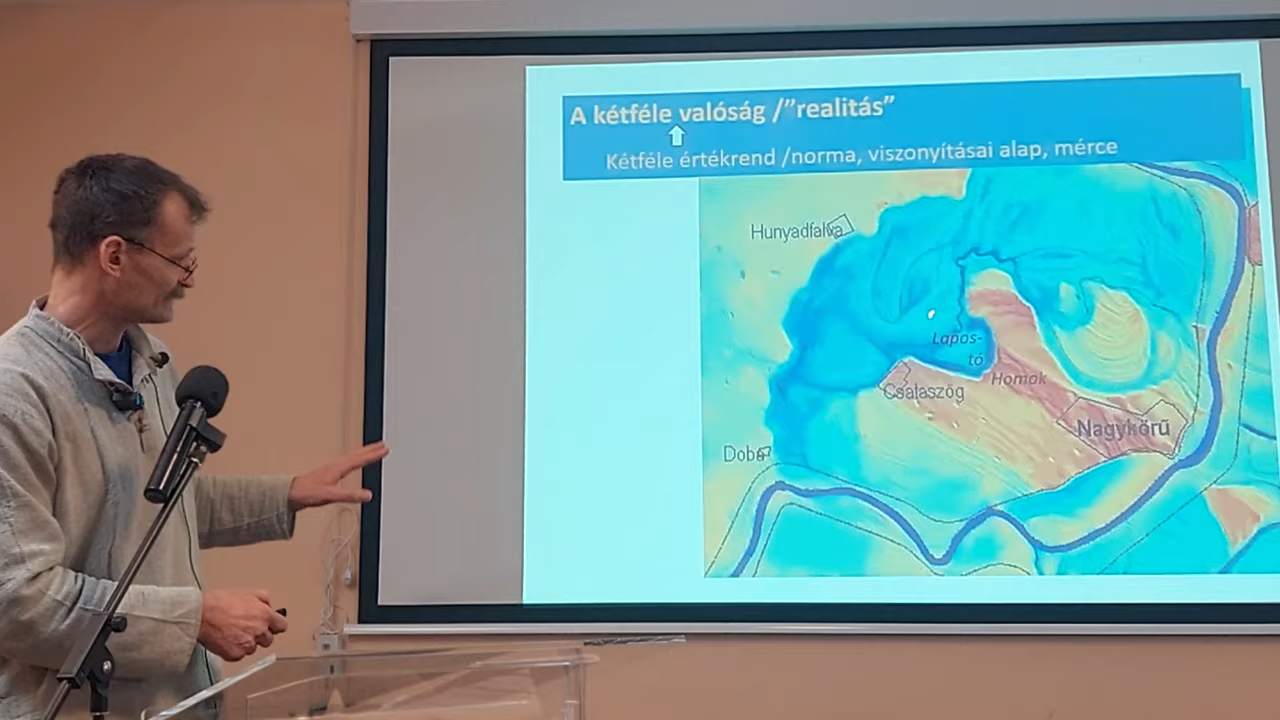 A kétféle valóság /”realitás”
Kétféle értékrend /norma, viszonyításai alap, mérce
Hunyadfalva
Lapos-
tó
Homok
Csataszög
Nagykörű
Doba